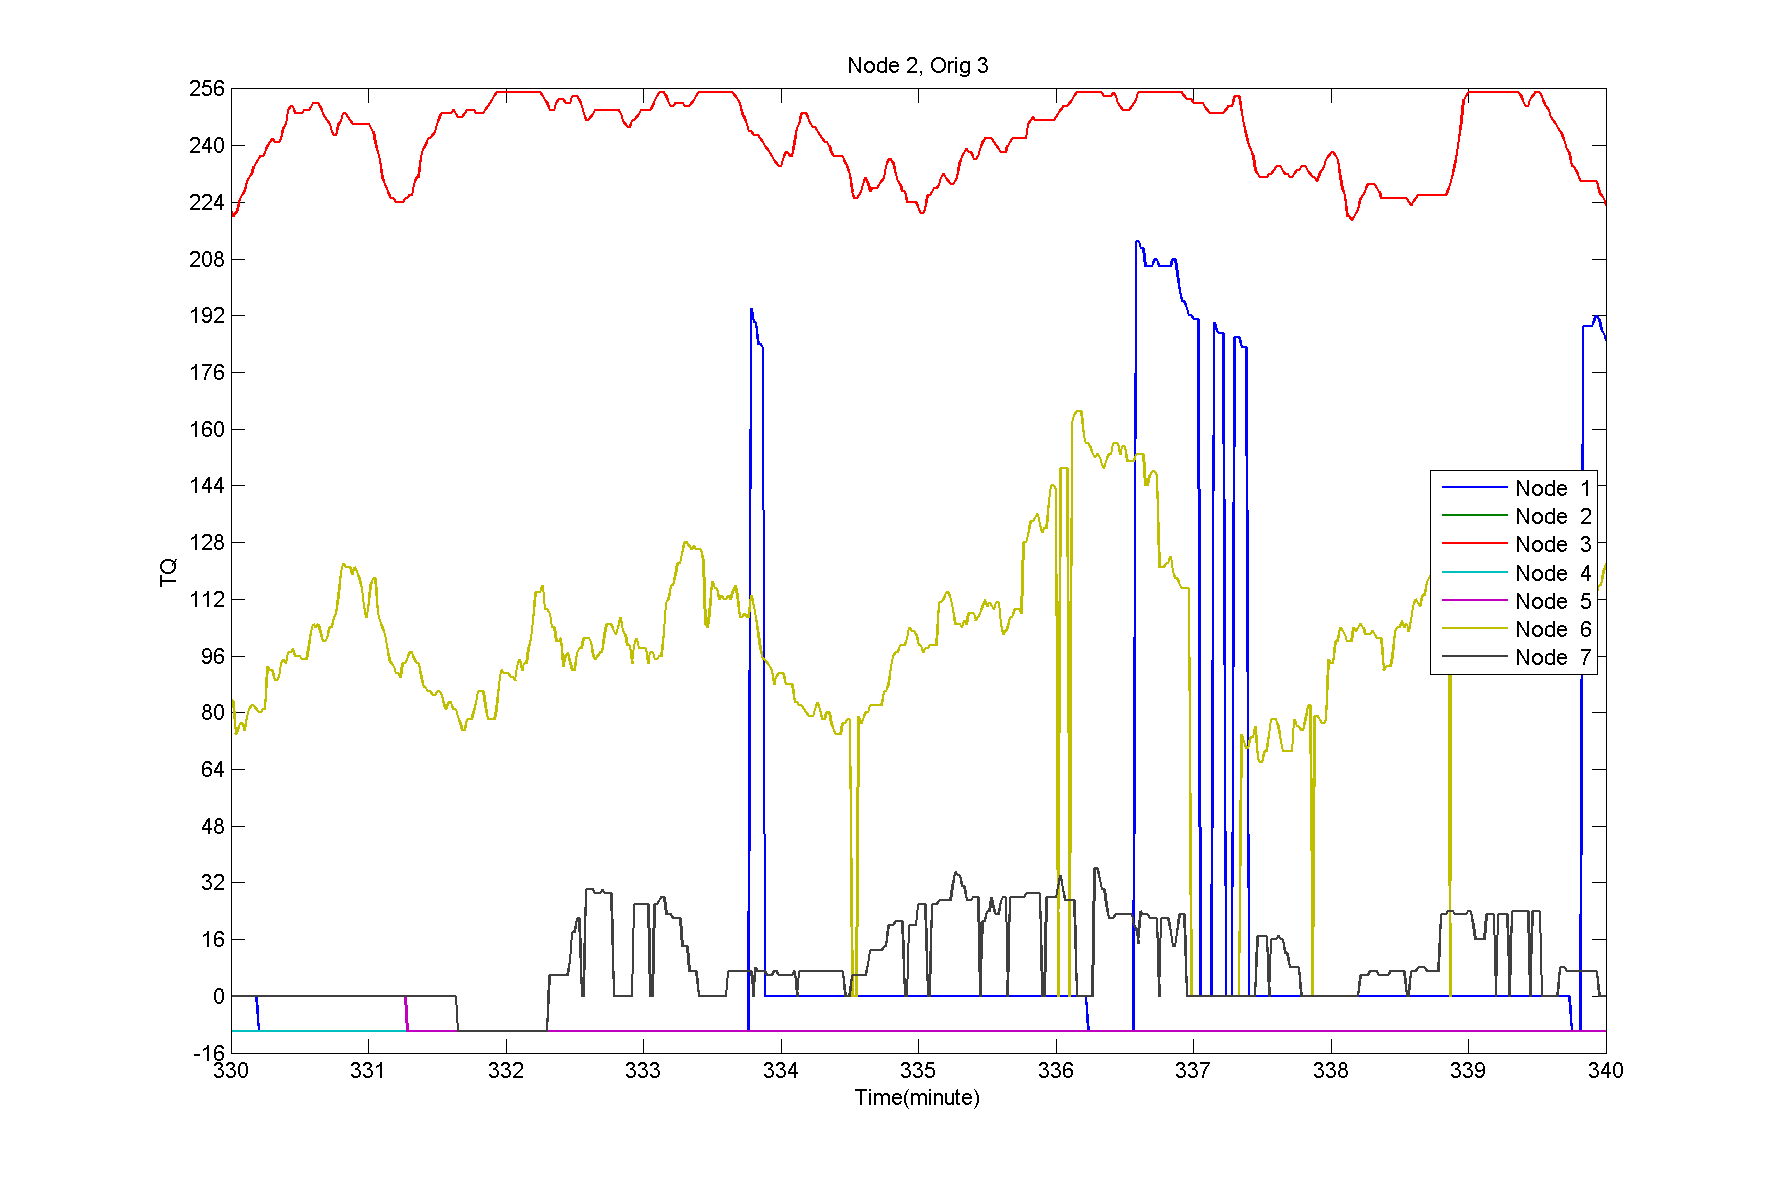 Node 2, Orig 3
256
240
224
208
192
176
160
144
128
112
96
80
64
48
32
16
0
-16
TQ
Node 1
Node 2
Node 3
Node 4
Node 5
Node 6
Node 7
330 331 332 333 334 335 336 337 338 339 340
Time(minute)